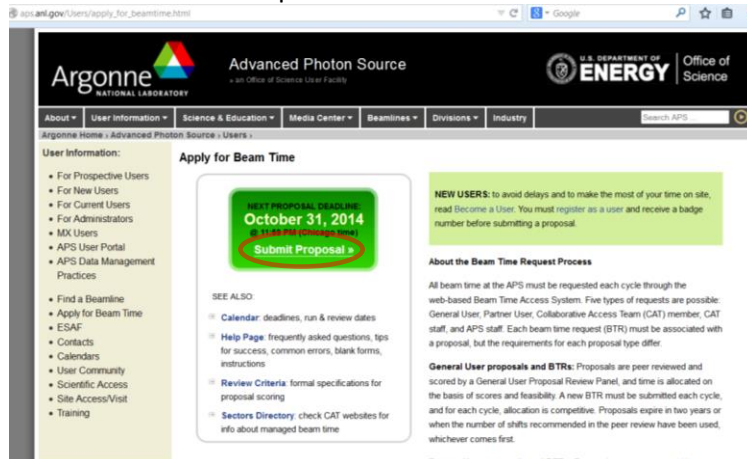 aps.anl.gov/Users/apply_for_beamtime.html
Google
Argonne
NATIONAL LABORATORY
Advanced Photon Source
an Office of Science User Facility
U.S. DEPARTMENT OF
ENERGY
Office of
Science
About User Information Science & Education Media Center Beamlines Divisions Industry Search APS ...
Argonne Home › Advanced Photon Source › Users ›
User Information:
• For Prospective Users
• For New Users
• For Current Users
• For Administrators
• MX Users
• APS User Portal
• APS Data Management
Practices
• Find a Beamline
• Apply for Beam Time
• ESAF
• Contacts
• Calendars
• User Community
• Scientific Access
• Site Access/Visit
• Training
Apply for Beam Time
NEXT PROPOSAL DEADLINE:
October 31, 2014
@ 11:59 PM (Chicago time)
Submit Proposal »
SEE ALSO:
Calendar: deadlines, run & review dates
Help Page: frequently asked questions, tips
for success, common errors, blank forms,
instructions
Review Criteria: formal specifications for
proposal scoring
Sectors Directory: check CAT websites for
info about managed beam time
NEW USERS: to avoid delays and to make the most of your time on site,
read Become a User. You must register as a user and receive a badge
number before submitting a proposal.
About the Beam Time Request Process
All beam time at the APS must be requested each cycle through the
web-based Beam Time Access System. Five types of requests are possible:
General User, Partner User, Collaborative Access Team (CAT) member, CAT
staff, and APS staff. Each beam time request (BTR) must be associated with
a proposal, but the requirements for each proposal type differ.
General User proposals and BTRs: Proposals are peer reviewed and
scored by a General User Proposal Review Panel, and time is allocated on
the basis of scores and feasibility. A new BTR must be submitted each cycle,
and for each cycle, allocation is competitive. Proposals expire in two years or
when the number of shifts recommended in the peer review have been used,
whichever comes first.